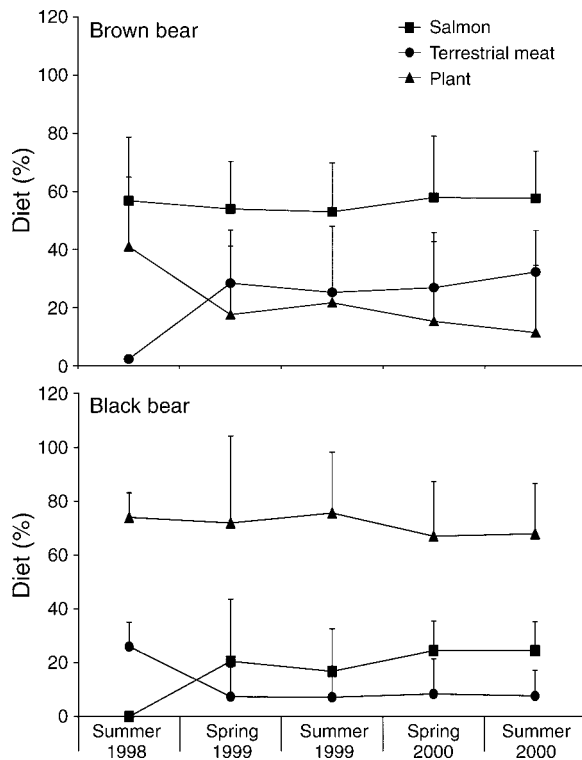 Brown bear
Salmon
Terrestrial meat
Plant
Diet (%)
120
100
80
60
40
20
0
Black bear
Diet (%)
120
100
80
60
40
20
0
Summer Spring Summer Spring Summer
1998 1999 1999 2000 2000